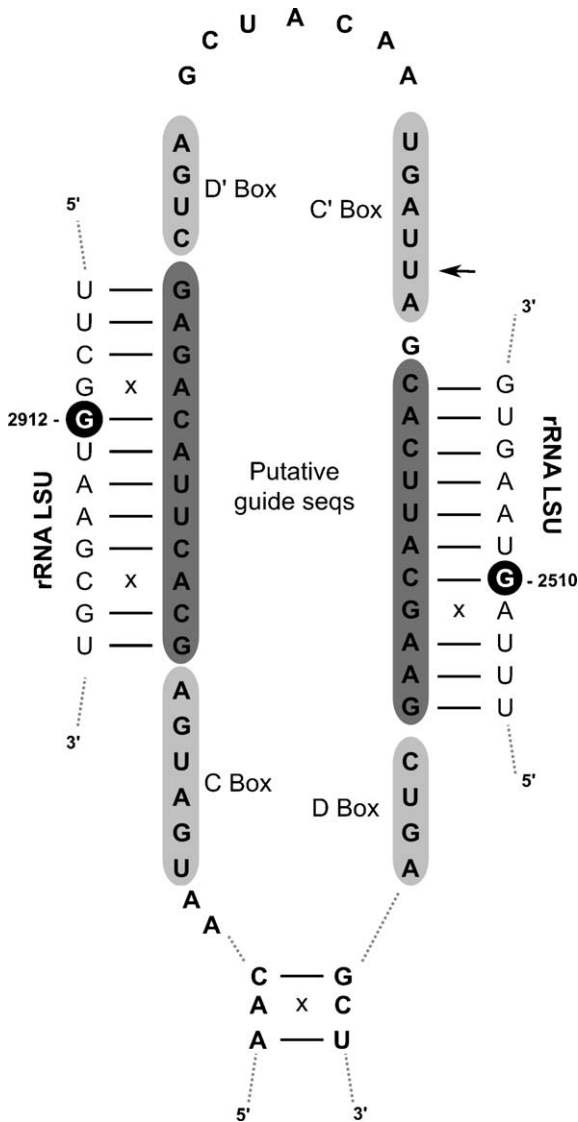 G C U A C A A
A U
G D' Box G
U C' Box A
C U
5' U
A
3'
U G
U A G
C G
G x A C G
2912 - G C A U
U A C G
A U Putative U A
A U guide seqs U A
G C A U
C x A C G - 2510
G C G x A
U G A U
A U
G G U
rRNA LSU
rRNA LSU
3'
5'
A
G
U C
A C Box U
G D Box G
U A
A
A
C G
A x C
A U
5' 3'